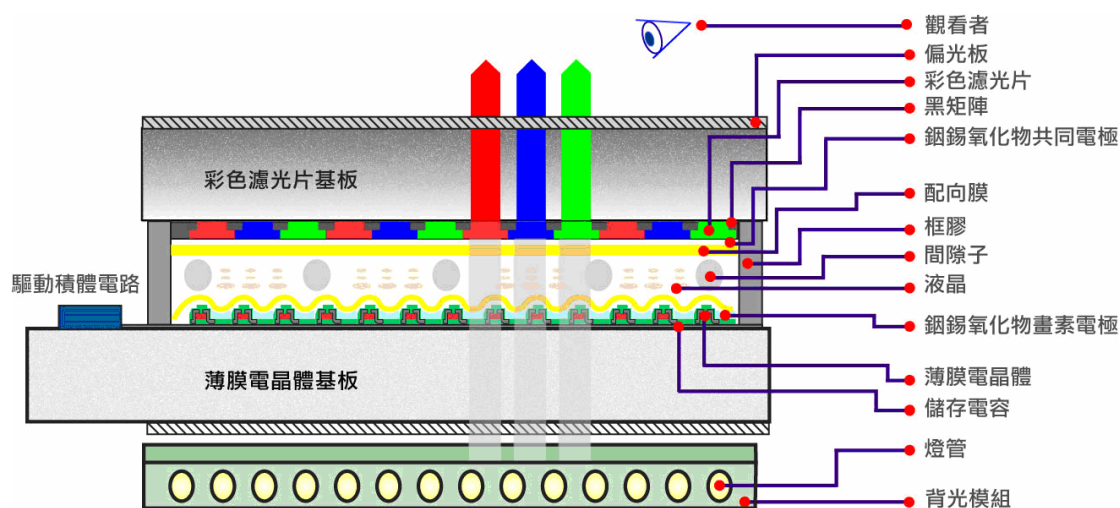 觀看者
偏光板
彩色濾光片
黑矩陣
銦錫氧化物共同電極
彩色濾光片基板
配向膜
框膠
間隙子
驅動積體電路
液晶
銦錫氧化物畫素電極
薄膜電晶體基板
薄膜電晶體
儲存電容
燈管
背光模組